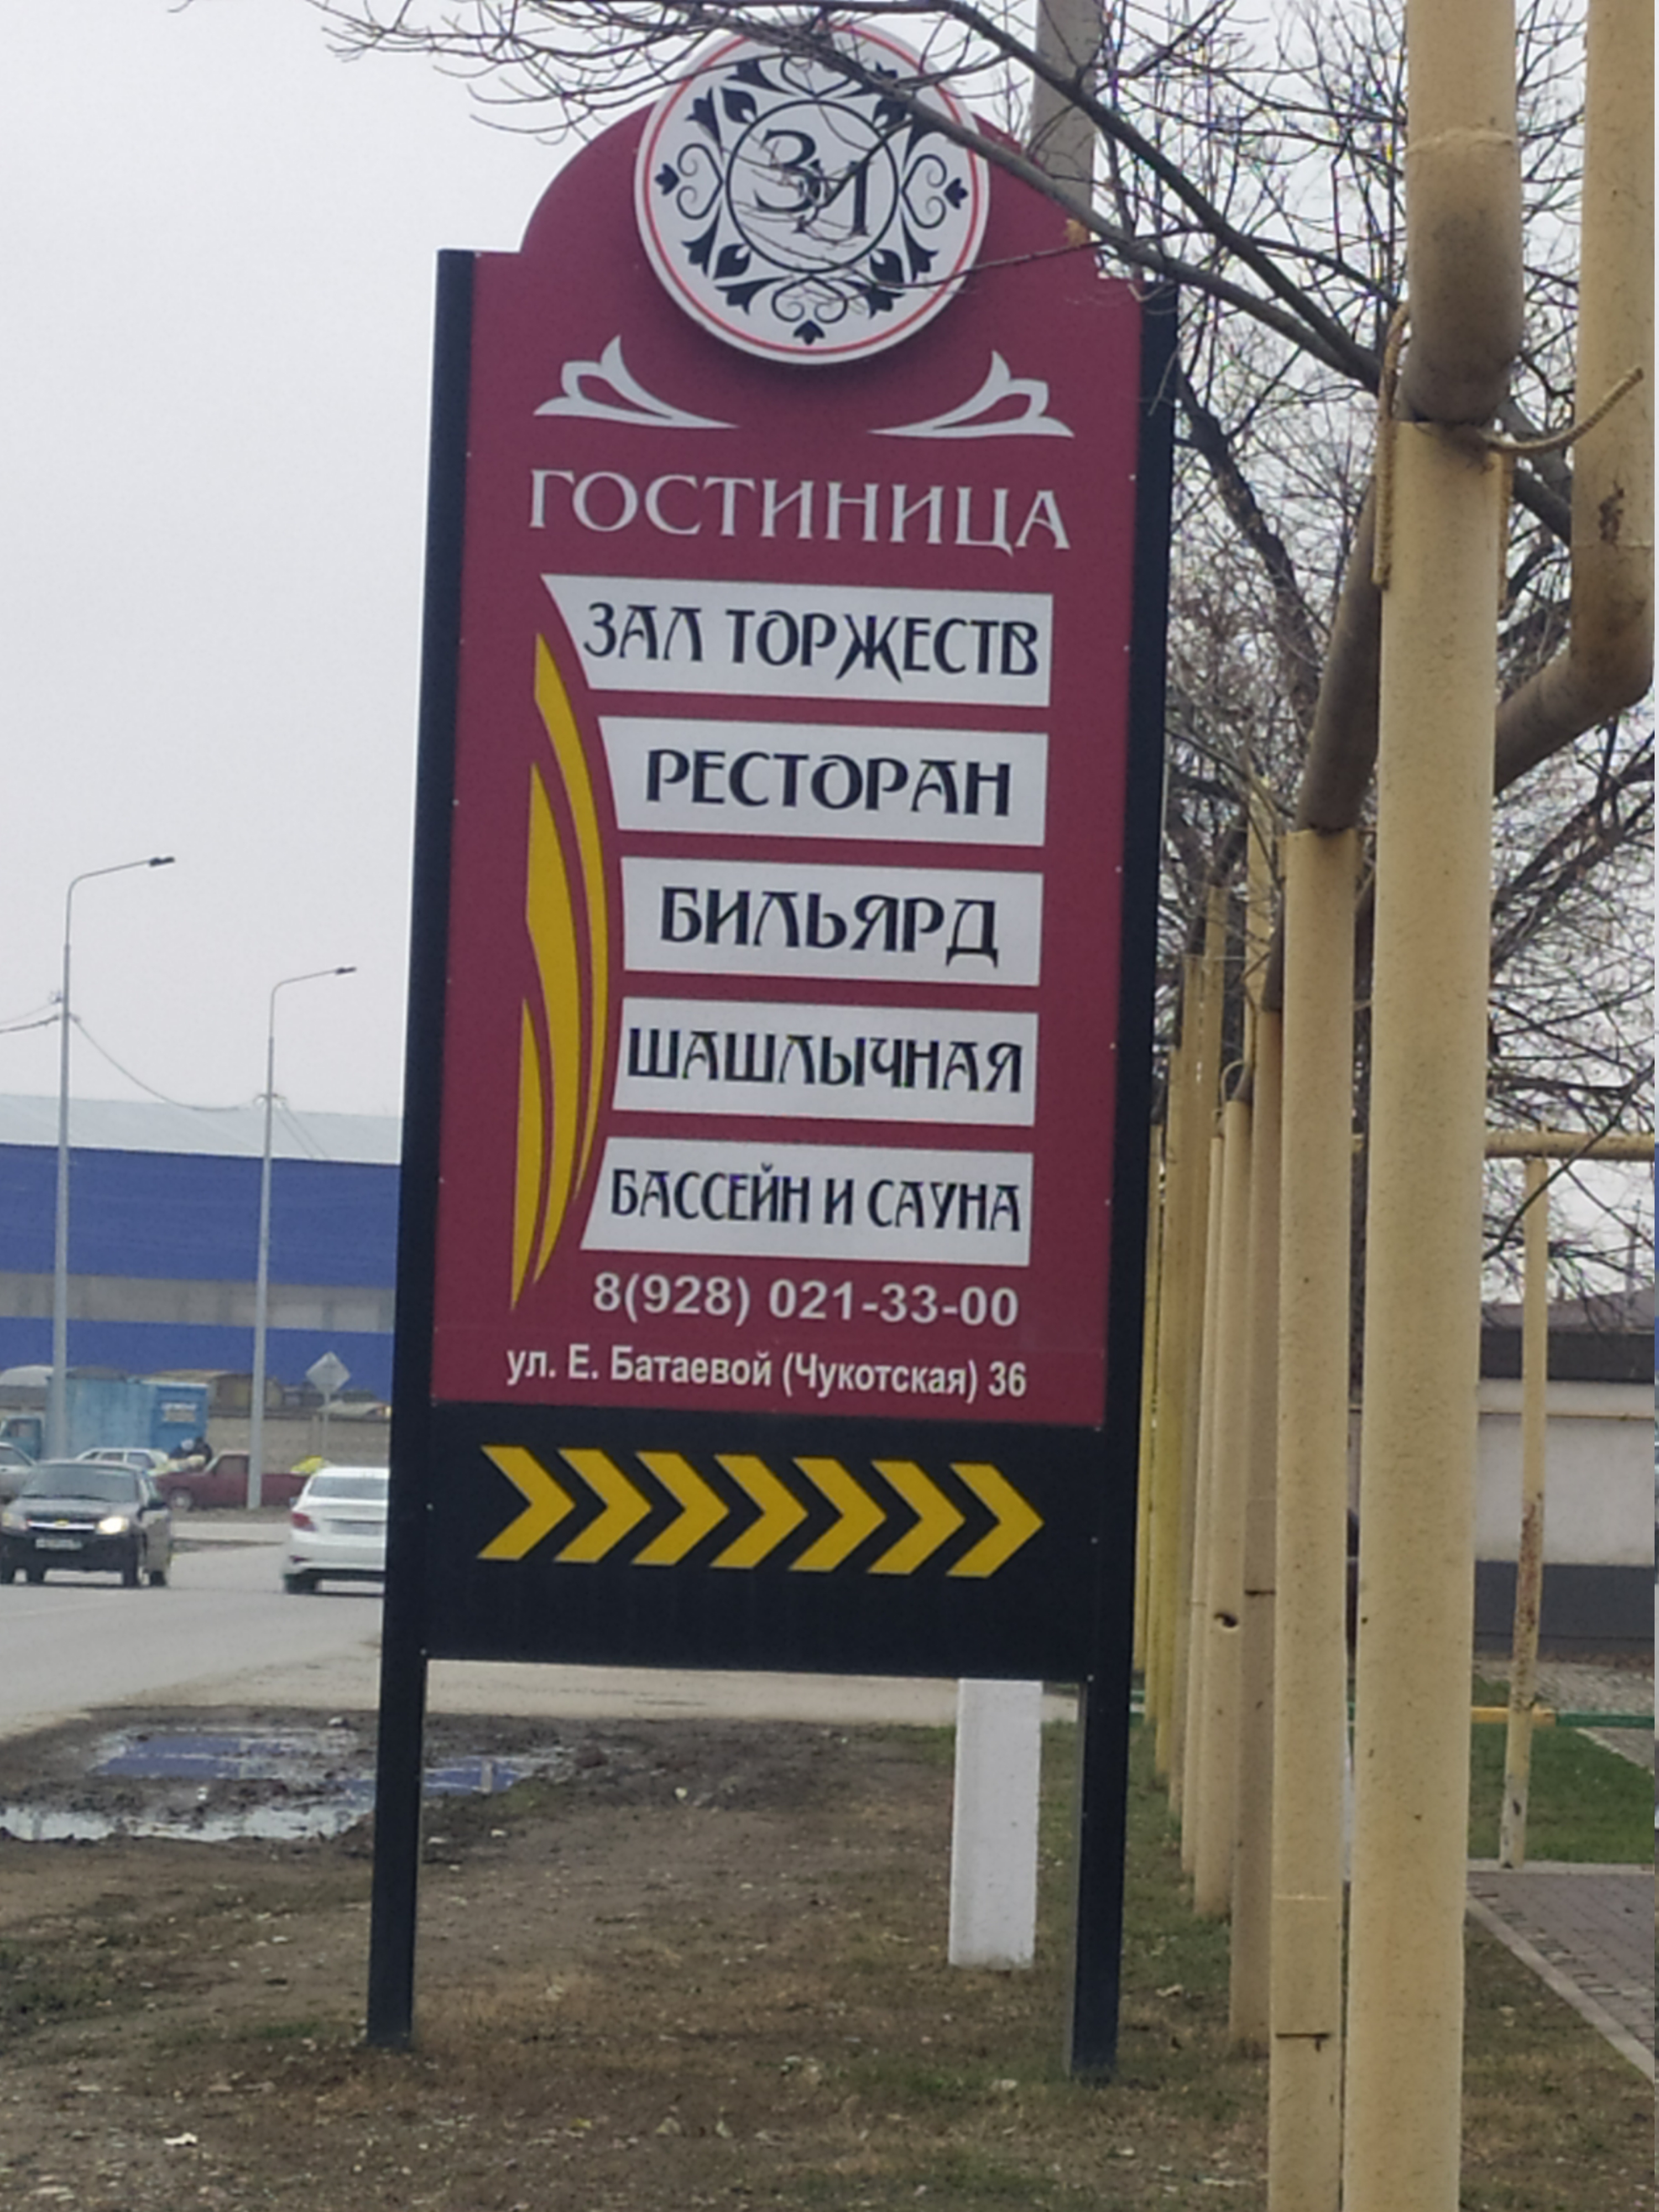 ЗЛ
ГОСТИНИЦА
ЗАЛ ТОРЖЕСТВ
РЕСТОРАН
БИЛЬЯРД
ШАШЛЫЧНАЯ
БАССЕЙН И САУНА
8(928) 021-33-00
ул. Е. Батаевой (Чукотская) 36